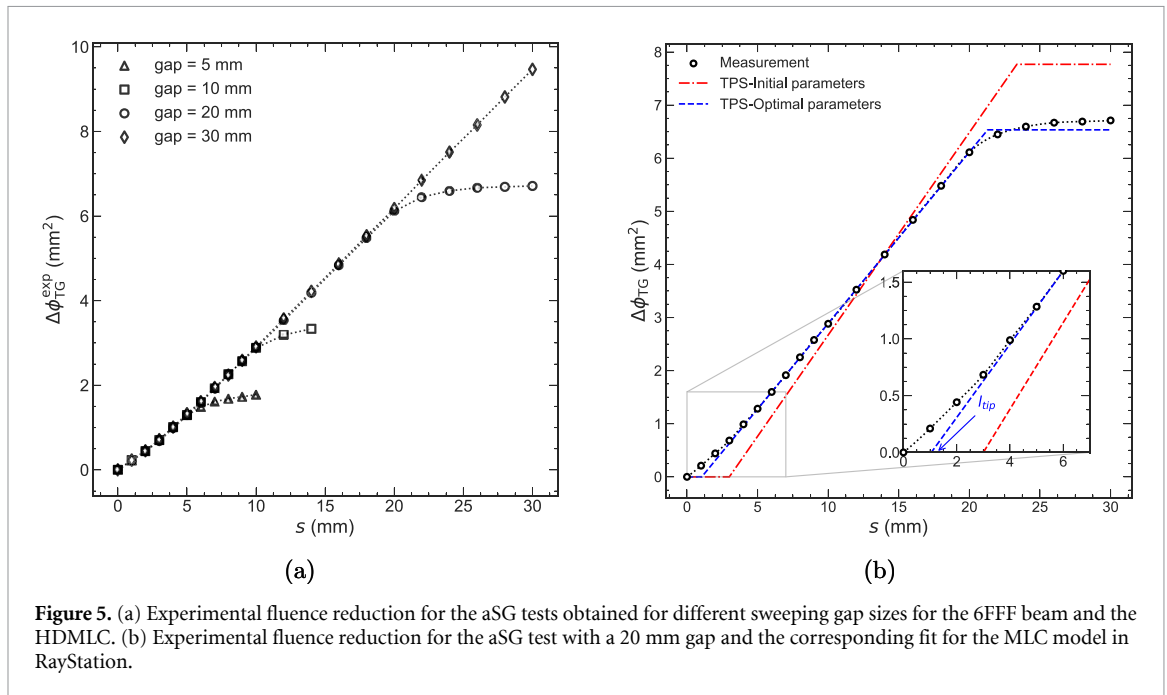 gap = 5 mm
gap = 10 mm
gap = 20 mm
gap = 30 mm
10
8
6
4
2
0
Δϕ_TG^exp (mm²)
0 5 10 15 20 25 30
s (mm)
(a)
Measurement
TPS-Initial parameters
TPS-Optimal parameters
8
7
6
5
4
3
2
1
0
Δϕ_TG (mm²)
1.5
1.0
0.5
0.0
l_tip
0 2 4 6
0 5 10 15 20 25 30
s (mm)
(b)
Figure 5. (a) Experimental fluence reduction for the aSG tests obtained for different sweeping gap sizes for the 6FFF beam and the
HDMLC. (b) Experimental fluence reduction for the aSG test with a 20 mm gap and the corresponding fit for the MLC model in
RayStation.